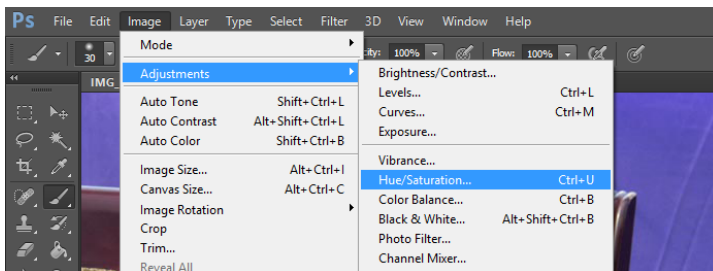 Ps File Edit Image Layer Type Select Filter 3D View Window Help
30 Mode city: 100% Flow: 100%
IMG_ Adjustments Brightness/Contrast...
Levels... Ctrl+L
Auto Tone Shift+Ctrl+L
Curves... Ctrl+M
Auto Contrast Alt+Shift+Ctrl+L
Exposure...
Auto Color Shift+Ctrl+B
Vibrance...
Image Size... Alt+Ctrl+I
Hue/Saturation... Ctrl+U
Canvas Size... Alt+Ctrl+C
Color Balance... Ctrl+B
Image Rotation
Black & White... Alt+Shift+Ctrl+B
Crop
Photo Filter...
Trim...
Channel Mixer...
Reveal All